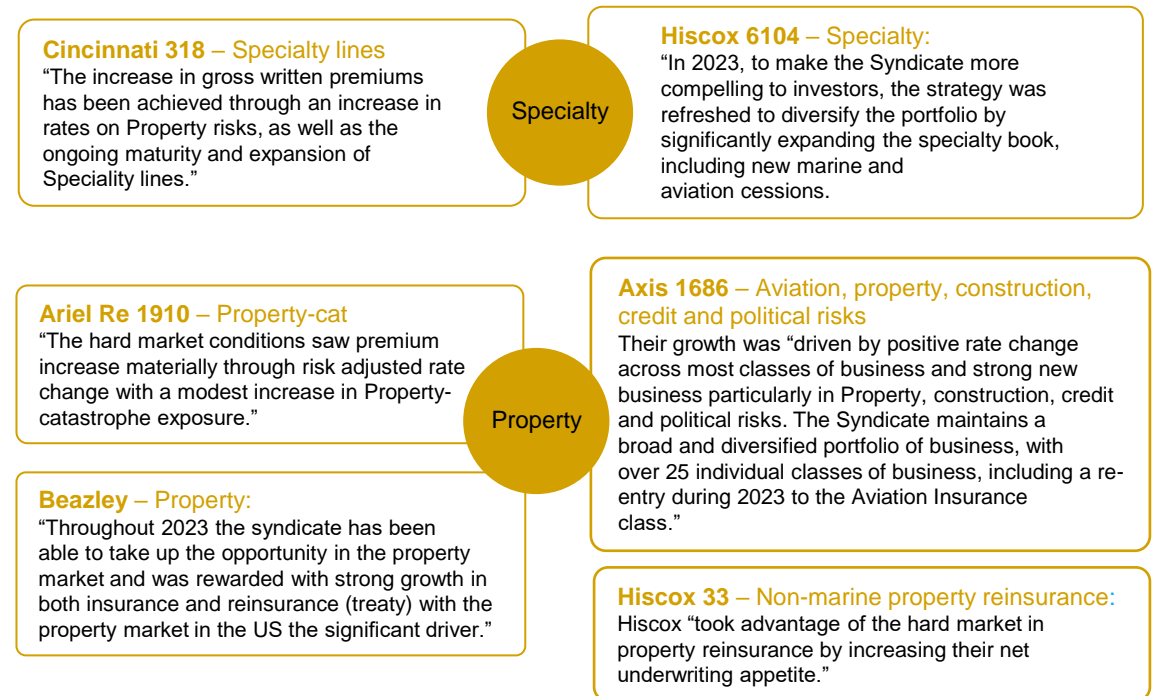 Cincinnati 318 – Specialty lines
“The increase in gross written premiums
has been achieved through an increase in
rates on Property risks, as well as the
ongoing maturity and expansion of
Speciality lines.”
Specialty
Hiscox 6104 – Specialty:
“In 2023, to make the Syndicate more
compelling to investors, the strategy was
refreshed to diversify the portfolio by
significantly expanding the specialty book,
including new marine and
aviation cessions.
Ariel Re 1910 – Property-cat
“The hard market conditions saw premium
increase materially through risk adjusted rate
change with a modest increase in Property-
catastrophe exposure.”
Property
Axis 1686 – Aviation, property, construction,
credit and political risks
Their growth was “driven by positive rate change
across most classes of business and strong new
business particularly in Property, construction, credit
and political risks. The Syndicate maintains a
broad and diversified portfolio of business, with
over 25 individual classes of business, including a re-
entry during 2023 to the Aviation Insurance
class.”
Beazley – Property:
“Throughout 2023 the syndicate has been
able to take up the opportunity in the property
market and was rewarded with strong growth in
both insurance and reinsurance (treaty) with the
property market in the US the significant driver.”
Hiscox 33 – Non-marine property reinsurance:
Hiscox “took advantage of the hard market in
property reinsurance by increasing their net
underwriting appetite.”